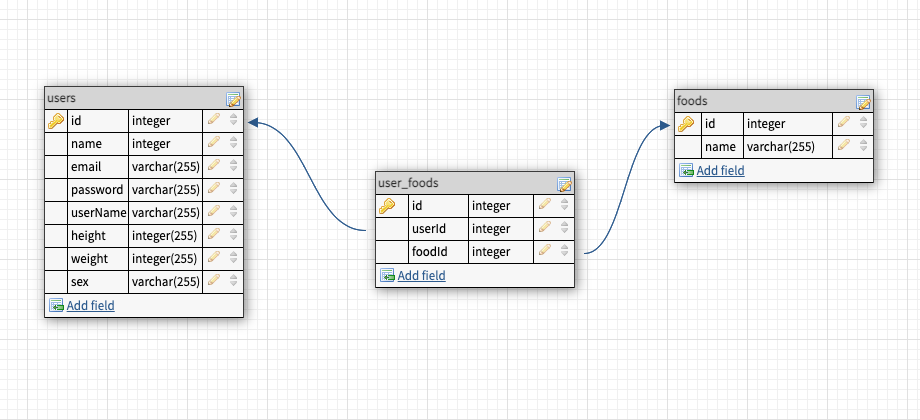 users
id integer
name integer
email varchar(255)
password varchar(255)
userName varchar(255)
height integer(255)
weight integer(255)
sex varchar(255)
Add field
user_foods
id integer
userId integer
foodId integer
Add field
foods
id integer
name varchar(255)
Add field